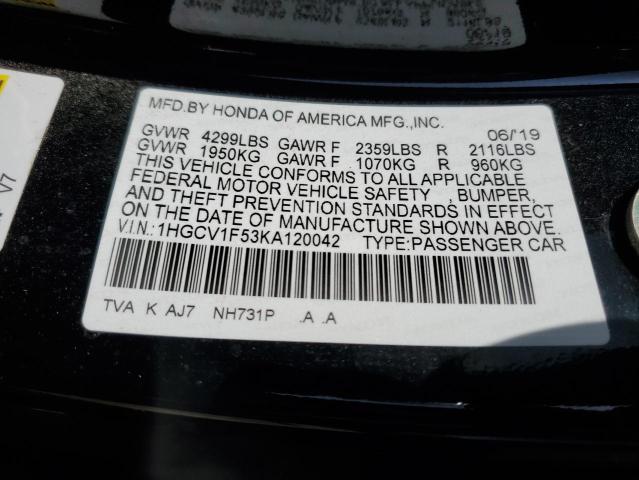 MFD.BY HONDA OF AMERICA MFG.,INC. 06/'19
GVWR 4299LBS GAWR F 2359LBS R 2116LBS
GVWR 1950KG GAWR F 1070KG R 960KG
THIS VEHICLE CONFORMS TO ALL APPLICABLE
FEDERAL MOTOR VEHICLE SAFETY , BUMPER,
AND THEFT PREVENTION STANDARDS IN EFFECT
ON THE DATE OF MANUFACTURE SHOWN ABOVE.
V.I.N.:1HGCV1F53KA120042 TYPE:PASSENGER CAR
TVA K AJ7 NH731P .A .A
V7